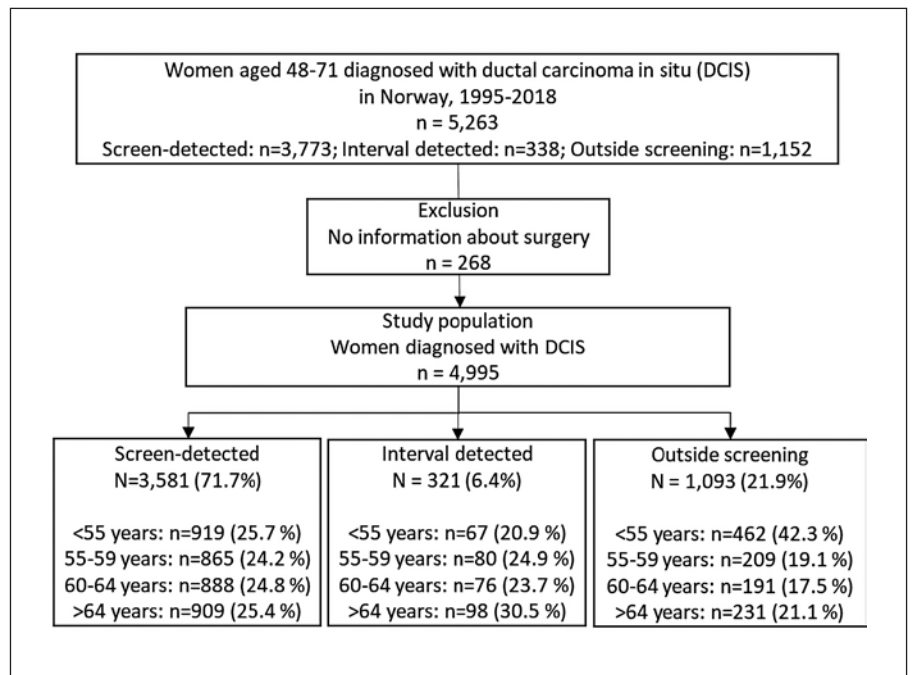 Women aged 48-71 diagnosed with ductal carcinoma in situ (DCIS)
in Norway, 1995-2018
n = 5,263
Screen-detected: n=3,773; Interval detected: n=338; Outside screening: n=1,152
Exclusion
No information about surgery
n = 268
Study population
Women diagnosed with DCIS
n = 4,995
Screen-detected
N=3,581 (71.7%)
<55 years: n=919 (25.7 %)
55-59 years: n=865 (24.2 %)
60-64 years: n=888 (24.8 %)
>64 years: n=909 (25.4 %)
Interval detected
N = 321 (6.4%)
<55 years: n=67 (20.9 %)
55-59 years: n=80 (24.9 %)
60-64 years: n=76 (23.7 %)
>64 years: n=98 (30.5 %)
Outside screening
N = 1,093 (21.9%)
<55 years: n=462 (42.3 %)
55-59 years: n=209 (19.1 %)
60-64 years: n=191 (17.5 %)
>64 years: n=231 (21.1 %)